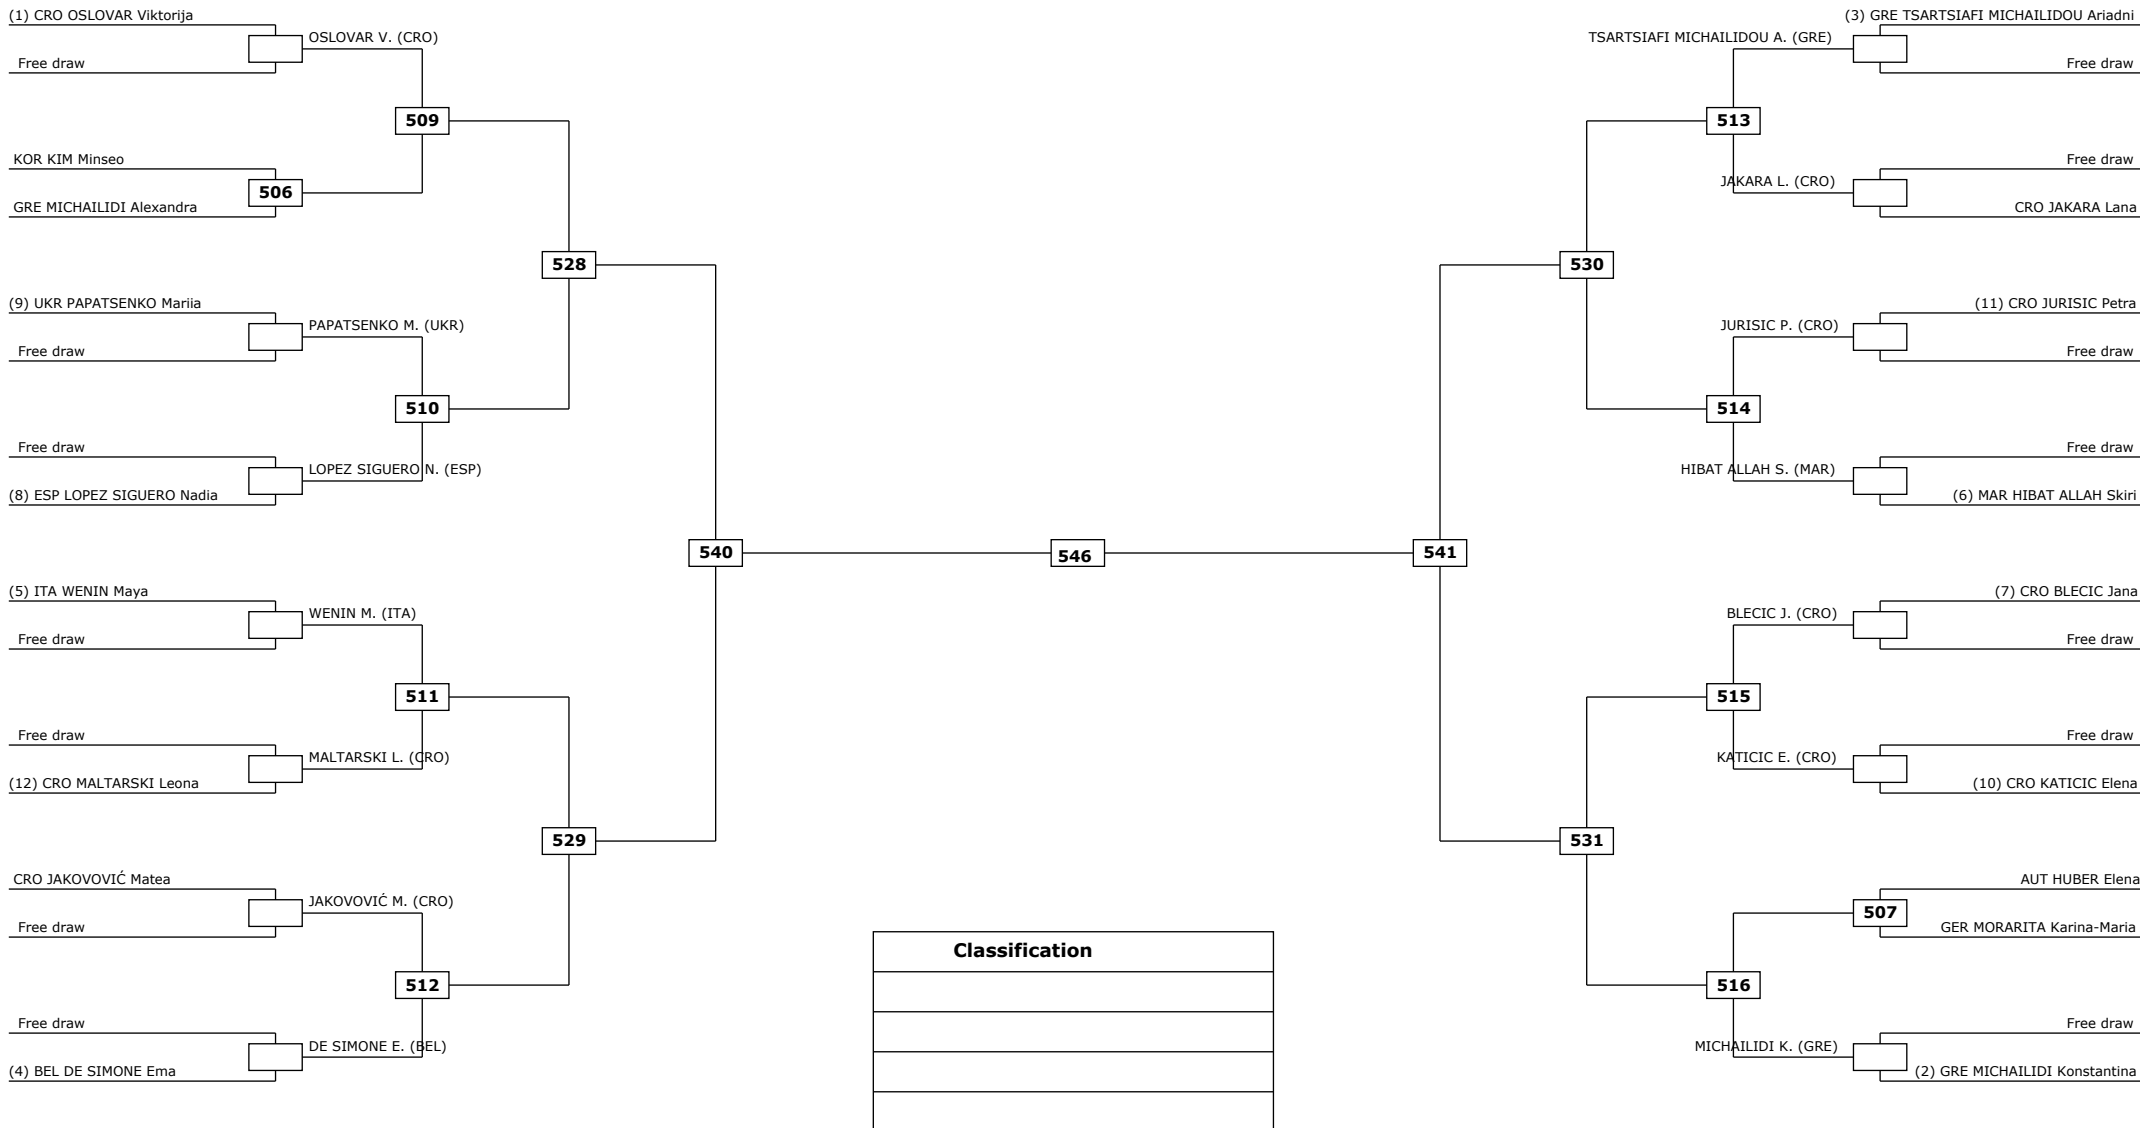 (1) CRO OSLOVAR Viktorija
OSLOVAR V. (CRO)
Free draw
509
KOR KIM Minseo
506
GRE MICHAILIDI Alexandra
528
(9) UKR PAPATSENKO Mariia
PAPATSENKO M. (UKR)
Free draw
510
Free draw
LOPEZ SIGUERO N. (ESP)
(8) ESP LOPEZ SIGUERO Nadia
540
(5) ITA WENIN Maya
WENIN M. (ITA)
Free draw
511
Free draw
MALTARSKI L. (CRO)
(12) CRO MALTARSKI Leona
529
CRO JAKOVOVIĆ Matea
JAKOVOVIĆ M. (CRO)
Free draw
512
Free draw
DE SIMONE E. (BEL)
(4) BEL DE SIMONE Ema
546
Classification
(3) GRE TSARTSIAFI MICHAILIDOU Ariadni
TSARTSIAFI MICHAILIDOU A. (GRE)
Free draw
513
Free draw
JAKARA L. (CRO)
CRO JAKARA Lana
530
(11) CRO JURISIC Petra
JURISIC P. (CRO)
Free draw
514
Free draw
HIBAT ALLAH S. (MAR)
(6) MAR HIBAT ALLAH Skiri
541
(7) CRO BLECIC Jana
BLECIC J. (CRO)
Free draw
515
Free draw
KATICIC E. (CRO)
(10) CRO KATICIC Elena
531
AUT HUBER Elena
507
GER MORARITA Karina-Maria
516
Free draw
MICHAILIDI K. (GRE)
(2) GRE MICHAILIDI Konstantina